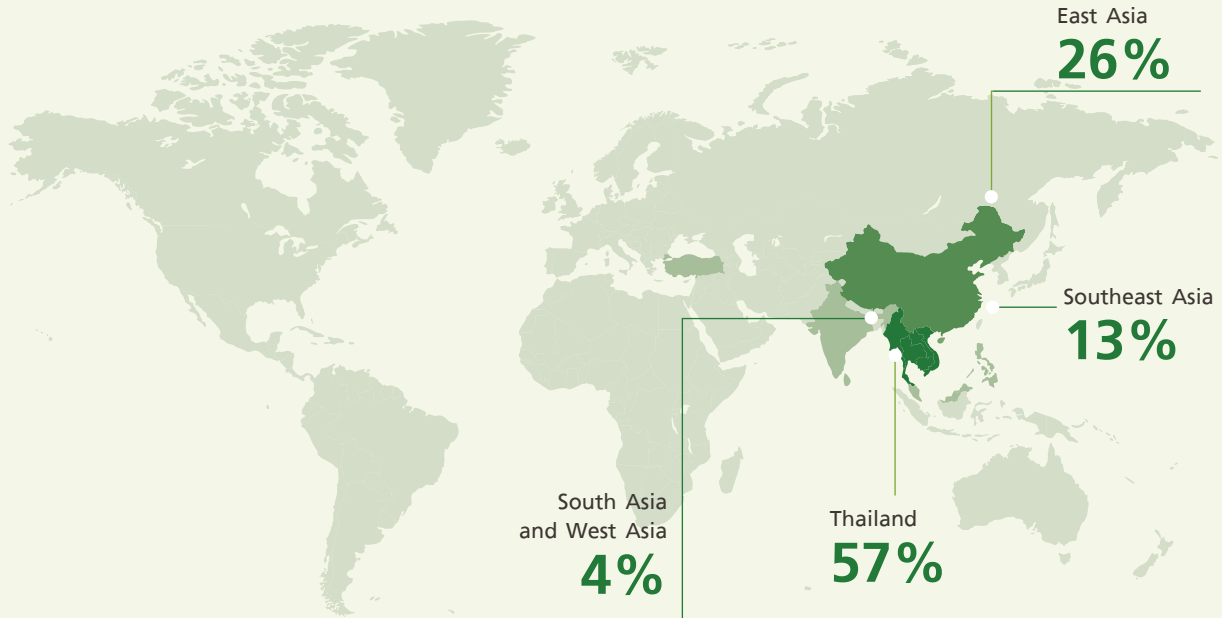 East Asia
26%
Southeast Asia
13%
South Asia
and West Asia
4%
Thailand
57%